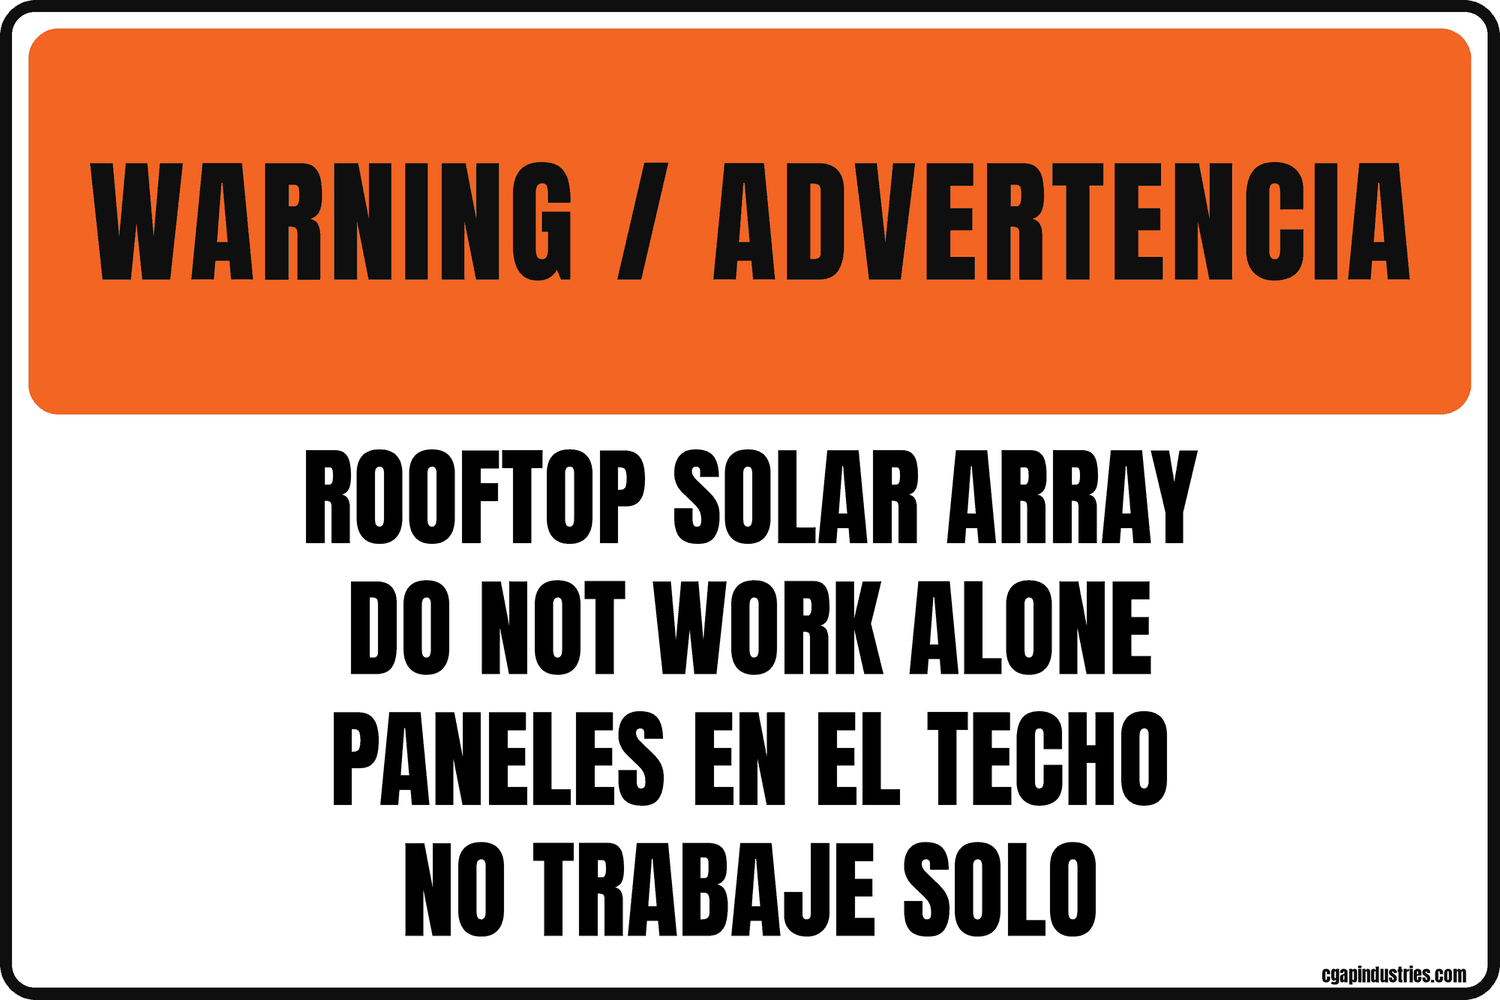 WARNING / ADVERTENCIA
ROOFTOP SOLAR ARRAY
DO NOT WORK ALONE
PANELES EN EL TECHO
NO TRABAJE SOLO
cgapindustries.com